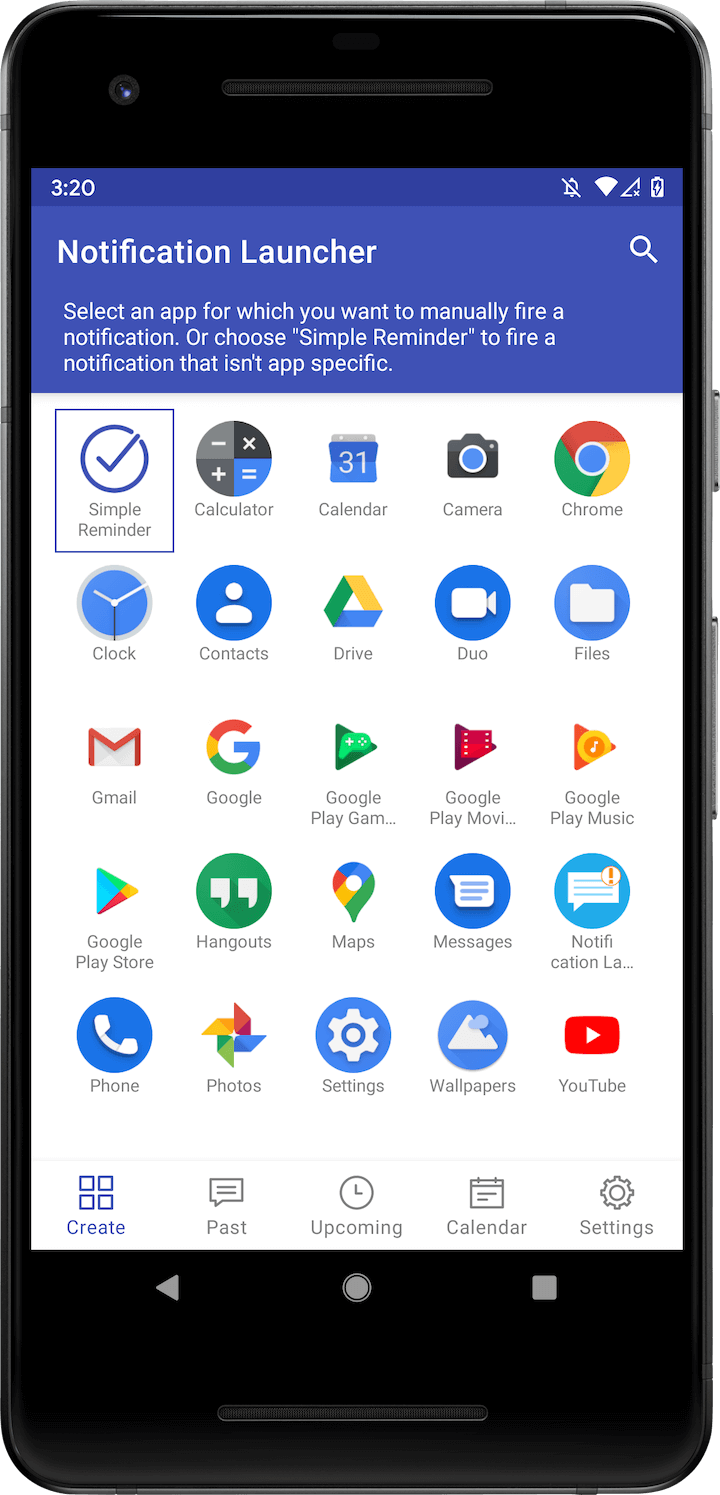 3:20
Notification Launcher
Select an app for which you want to manually fire a
notification. Or choose "Simple Reminder" to fire a
notification that isn't app specific.
Simple
Reminder
Calculator
31
Calendar
Camera
Chrome
Clock
Contacts
Drive
Duo
Files
Gmail
Google
Google
Play Gam...
Google
Play Movi...
Google
Play Music
Google
Play Store
Hangouts
Maps
Messages
Notifi
cation La...
Phone
Photos
Settings
Wallpapers
YouTube
Create
Past
Upcoming
Calendar
Settings